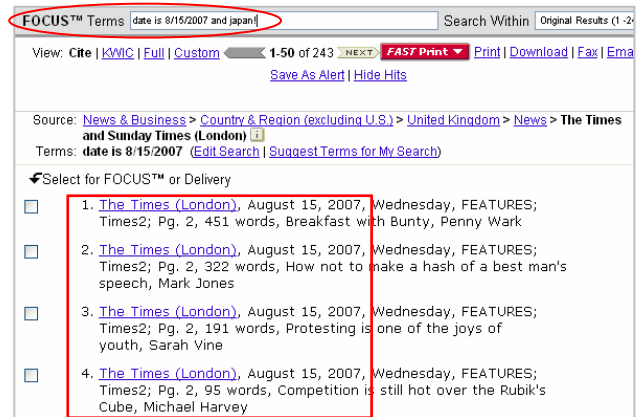 FOCUS™ Terms date is 8/15/2007 and japan! Search Within Original Results (1 -
View: Cite | KWIC | Full | Custom 1-50 of 243 NEXT FAST Print Print | Download | Fax | Ema
Save As Alert | Hide Hits
Source: News & Business > Country & Region (excluding U.S.) > United Kingdom > News > The Times
and Sunday Times (London) i
Terms: date is 8/15/2007 (Edit Search | Suggest Terms for My Search)
Select for FOCUS™ or Delivery
1. The Times (London), August 15, 2007, Wednesday, FEATURES;
Times2; Pg. 2, 451 words, Breakfast with Bunty, Penny Wark
2. The Times (London), August 15, 2007, Wednesday, FEATURES;
Times2; Pg. 2, 322 words, How not to make a hash of a best man's
speech, Mark Jones
3. The Times (London), August 15, 2007, Wednesday, FEATURES;
Times2; Pg. 2, 191 words, Protesting is one of the joys of
youth, Sarah Vine
4. The Times (London), August 15, 2007, Wednesday, FEATURES;
Times2; Pg. 2, 95 words, Competition is still hot over the Rubik's
Cube, Michael Harvey